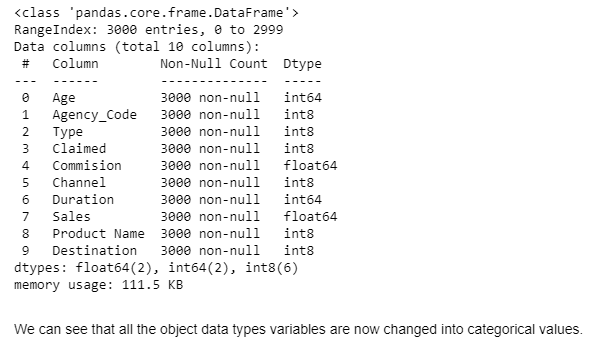 <class 'pandas.core.frame.DataFrame'>
RangeIndex: 3000 entries, 0 to 2999
Data columns (total 10 columns):
 #   Column        Non-Null Count  Dtype
---  ------        --------------  -----
 0   Age           3000 non-null   int64
 1   Agency_Code   3000 non-null   int8
 2   Type          3000 non-null   int8
 3   Claimed       3000 non-null   int8
 4   Commision     3000 non-null   float64
 5   Channel       3000 non-null   int8
 6   Duration      3000 non-null   int64
 7   Sales         3000 non-null   float64
 8   Product Name  3000 non-null   int8
 9   Destination   3000 non-null   int8
dtypes: float64(2), int64(2), int8(6)
memory usage: 111.5 KB
We can see that all the object data types variables are now changed into categorical values.